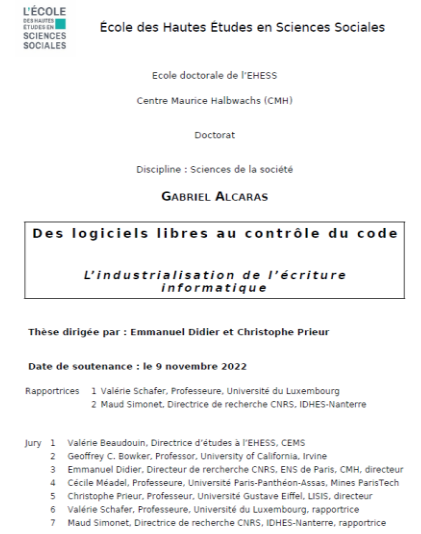 L'ÉCOLE
DES HAUTES
ÉTUDES EN
SCIENCES
SOCIALES
École des Hautes Études en Sciences Sociales
Ecole doctorale de l'EHESS
Centre Maurice Halbwachs (CMH)
Doctorat
Discipline : Sciences de la société
GABRIEL ALCARAS
Des logiciels libres au contrôle du code
L'industrialisation de l'écriture
informatique
Thèse dirigée par : Emmanuel Didier et Christophe Prieur
Date de soutenance : le 9 novembre 2022
Rapportrices 1 Valérie Schafer, Professeure, Université du Luxembourg
2 Maud Simonet, Directrice de recherche CNRS, IDHES-Nanterre
Jury 1 Valérie Beaudouin, Directrice d'études à l'EHESS, CEMS
2 Geoffrey C. Bowker, Professor, University of California, Irvine
3 Emmanuel Didier, Directeur de rercherche CNRS, ENS de Paris, CMH, directeur
4 Cécile Méadel, Professeure, Université Paris-Panthéon-Assas, Mines ParisTech
5 Christophe Prieur, Professeur, Université Gustave Eiffel, LISIS, directeur
6 Valérie Schafer, Professeure, Université du Luxembourg, rapportrice
7 Maud Simonet, Directrice de recherche CNRS, IDHES-Nanterre, rapportrice